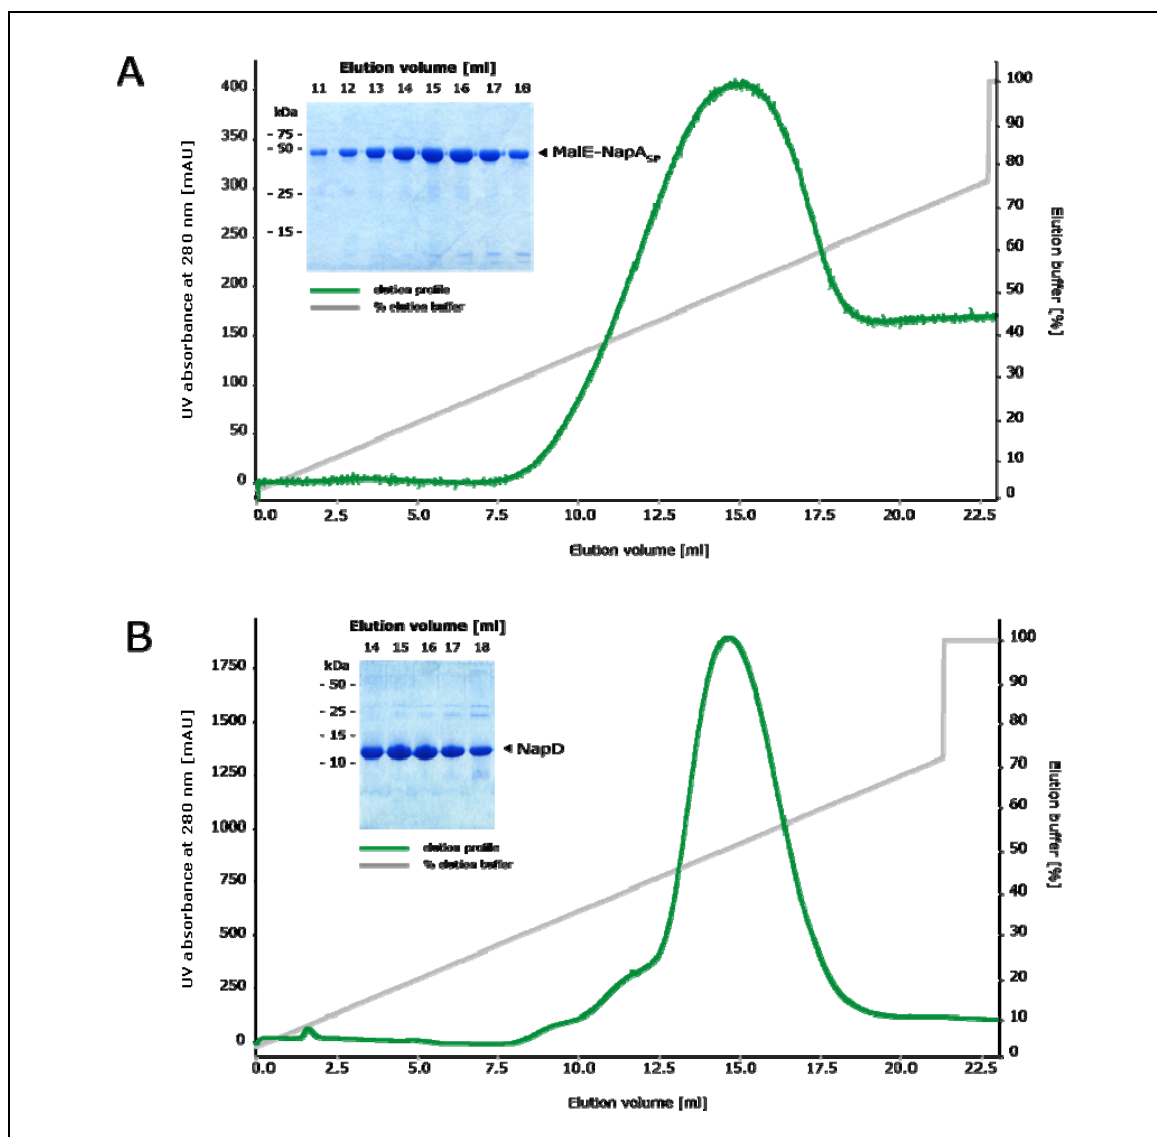 A
Elution volume [ml]
11 12 13 14 15 16 17 18
kDa
- 75 -
- 50 -
- 25 -
- 15 -
MalE-NapA SP
elution profile
% elution buffer
UV absorbance at 280 nm [mAU]
400
350
300
250
200
150
100
50
0
100
90
80
70
60
50
40
30
20
10
0
Elution buffer [%]
0.0 2.5 5.0 7.5 10.0 12.5 15.0 17.5 20.0 22.5
Elution volume [ml]
B
Elution volume [ml]
14 15 16 17 18
kDa
- 50 -
- 25 -
- 15 -
- 10 -
NapD
elution profile
% elution buffer
UV absorbance at 280 nm [mAU]
1750
1500
1250
1000
750
500
250
0
100
90
80
70
60
50
40
30
20
10
0
Elution buffer [%]
0.0 2.5 5.0 7.5 10.0 12.5 15.0 17.5 20.0 22.5
Elution volume [ml]